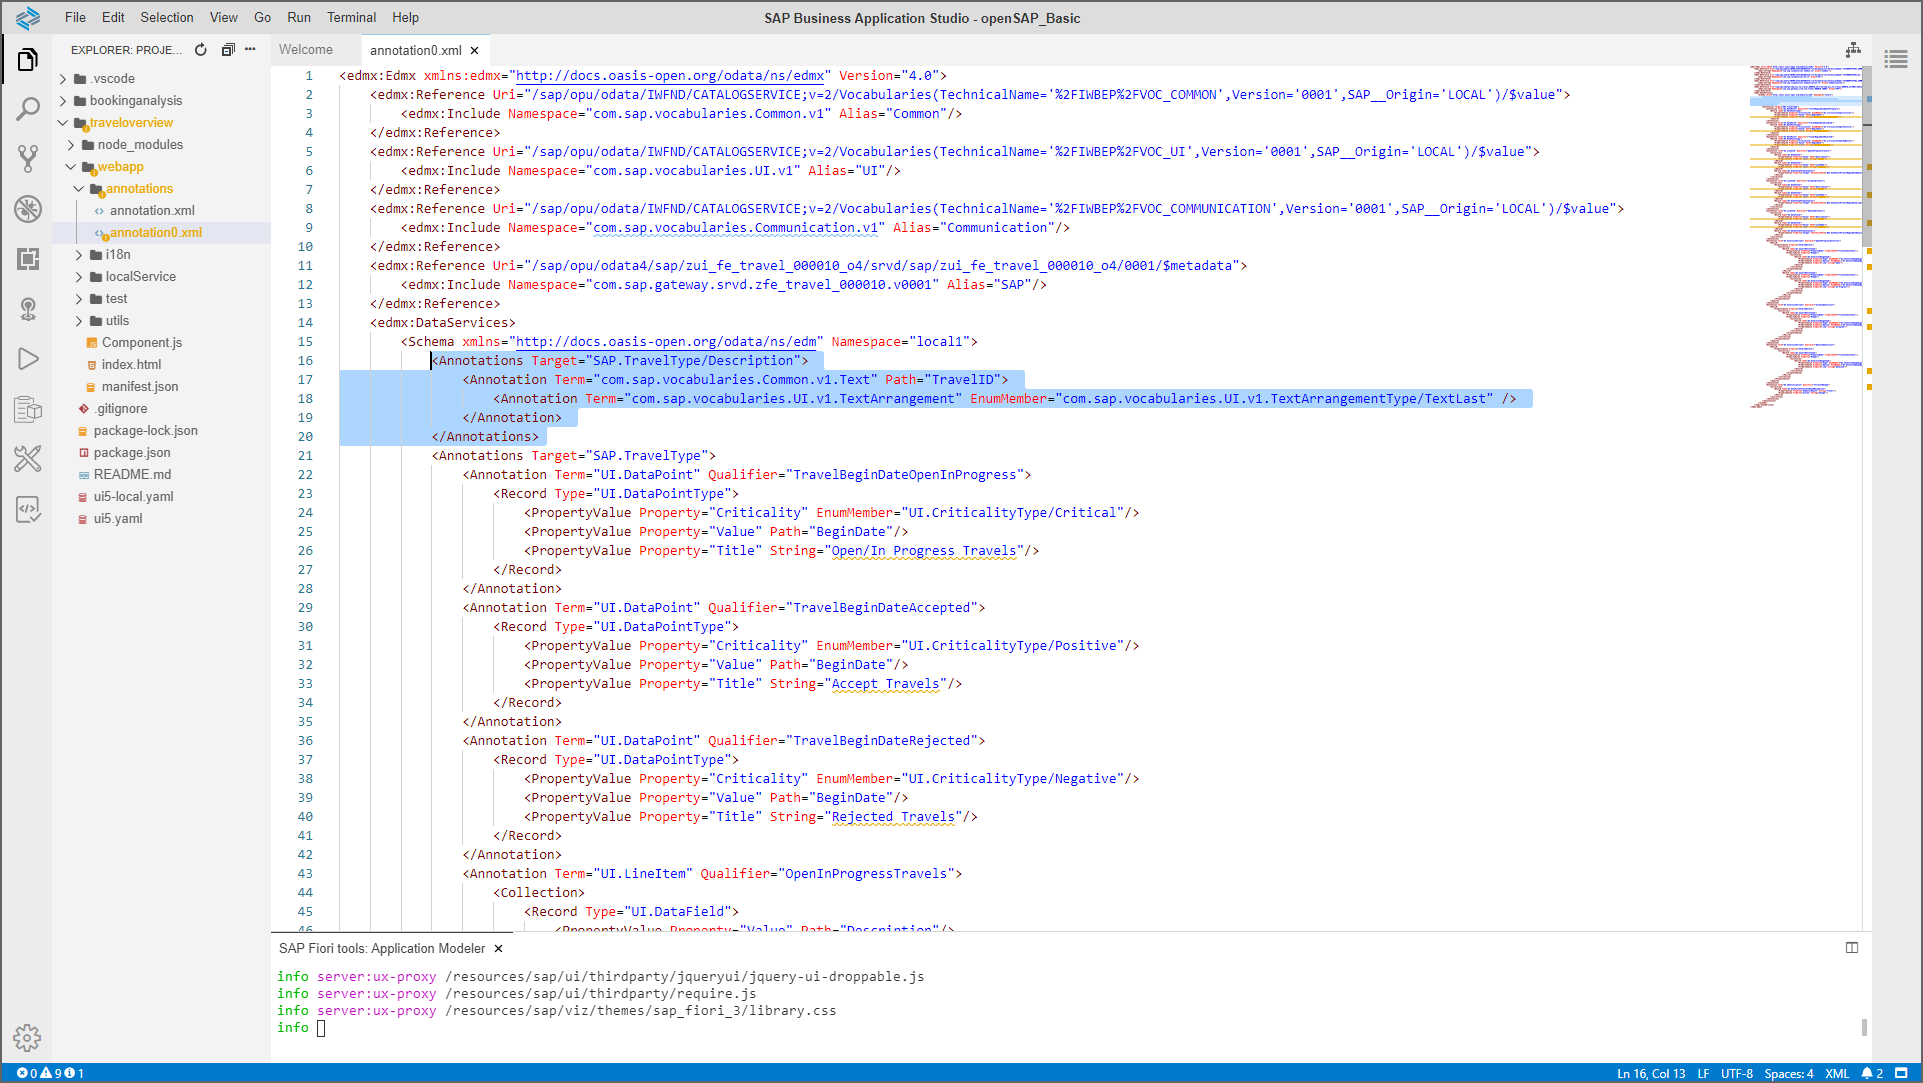 File Edit Selection View Go Run Terminal Help
SAP Business Application Studio - openSAP_Basic
EXPLORER: PROJE...
Welcome
annotation0.xml
.vscode
bookinganalysis
traveloverview
node_modules
webapp
annotations
annotation.xml
annotation0.xml
i18n
localService
test
utils
Component.js
index.html
manifest.json
.gitignore
package-lock.json
package.json
README.md
ui5-local.yaml
ui5.yaml
1 <edmx:Edmx xmlns:edmx="http://docs.oasis-open.org/odata/ns/edmx" Version="4.0">
2 <edmx:Reference Uri="/sap/opu/odata/IWFND/CATALOGSERVICE;v=2/Vocabularies(TechnicalName='%2FIWBEP%2FVOC_COMMON',Version='0001',SAP__Origin='LOCAL')/$value">
3 <edmx:Include Namespace="com.sap.vocabularies.Common.v1" Alias="Common"/>
4 </edmx:Reference>
5 <edmx:Reference Uri="/sap/opu/odata/IWFND/CATALOGSERVICE;v=2/Vocabularies(TechnicalName='%2FIWBEP%2FVOC_UI',Version='0001',SAP__Origin='LOCAL')/$value">
6 <edmx:Include Namespace="com.sap.vocabularies.UI.v1" Alias="UI"/>
7 </edmx:Reference>
8 <edmx:Reference Uri="/sap/opu/odata/IWFND/CATALOGSERVICE;v=2/Vocabularies(TechnicalName='%2FIWBEP%2FVOC_COMMUNICATION',Version='0001',SAP__Origin='LOCAL')/$value">
9 <edmx:Include Namespace="com.sap.vocabularies.Communication.v1" Alias="Communication"/>
10 </edmx:Reference>
11 <edmx:Reference Uri="/sap/opu/odata4/sap/zui_fe_travel_000010_o4/srvd/sap/zui_fe_travel_000010_o4/0001/$metadata">
12 <edmx:Include Namespace="com.sap.gateway.srvd.zfe_travel_000010.v0001" Alias="SAP"/>
13 </edmx:Reference>
14 <edmx:DataServices>
15 <Schema xmlns="http://docs.oasis-open.org/odata/ns/edm" Namespace="local1">
16 <Annotations Target="SAP.TravelType/Description">
17 <Annotation Term="com.sap.vocabularies.Common.v1.Text" Path="TravelID">
18 <Annotation Term="com.sap.vocabularies.UI.v1.TextArrangement" EnumMember="com.sap.vocabularies.UI.v1.TextArrangementType/TextLast" />
19 </Annotation>
20 </Annotations>
21 <Annotations Target="SAP.TravelType">
22 <Annotation Term="UI.DataPoint" Qualifier="TravelBeginDateOpenInProgress">
23 <Record Type="UI.DataPointType">
24 <PropertyValue Property="Criticality" EnumMember="UI.CriticalityType/Critical"/>
25 <PropertyValue Property="Value" Path="BeginDate"/>
26 <PropertyValue Property="Title" String="Open/In Progress Travels"/>
27 </Record>
28 </Annotation>
29 <Annotation Term="UI.DataPoint" Qualifier="TravelBeginDateAccepted">
30 <Record Type="UI.DataPointType">
31 <PropertyValue Property="Criticality" EnumMember="UI.CriticalityType/Positive"/>
32 <PropertyValue Property="Value" Path="BeginDate"/>
33 <PropertyValue Property="Title" String="Accept Travels"/>
34 </Record>
35 </Annotation>
36 <Annotation Term="UI.DataPoint" Qualifier="TravelBeginDateRejected">
37 <Record Type="UI.DataPointType">
38 <PropertyValue Property="Criticality" EnumMember="UI.CriticalityType/Negative"/>
39 <PropertyValue Property="Value" Path="BeginDate"/>
40 <PropertyValue Property="Title" String="Rejected Travels"/>
41 </Record>
42 </Annotation>
43 <Annotation Term="UI.LineItem" Qualifier="OpenInProgressTravels">
44 <Collection>
45 <Record Type="UI.DataField">
46 <PropertyValue Property="Value" Path="Description"/>
SAP Fiori tools: Application Modeler
info server:ux-proxy /resources/sap/ui/thirdparty/jqueryui/jquery-ui-droppable.js
info server:ux-proxy /resources/sap/ui/thirdparty/require.js
info server:ux-proxy /resources/sap/viz/themes/sap_fiori_3/library.css
info
0 9 1
Ln 16, Col 13 LF UTF-8 Spaces: 4 XML 2